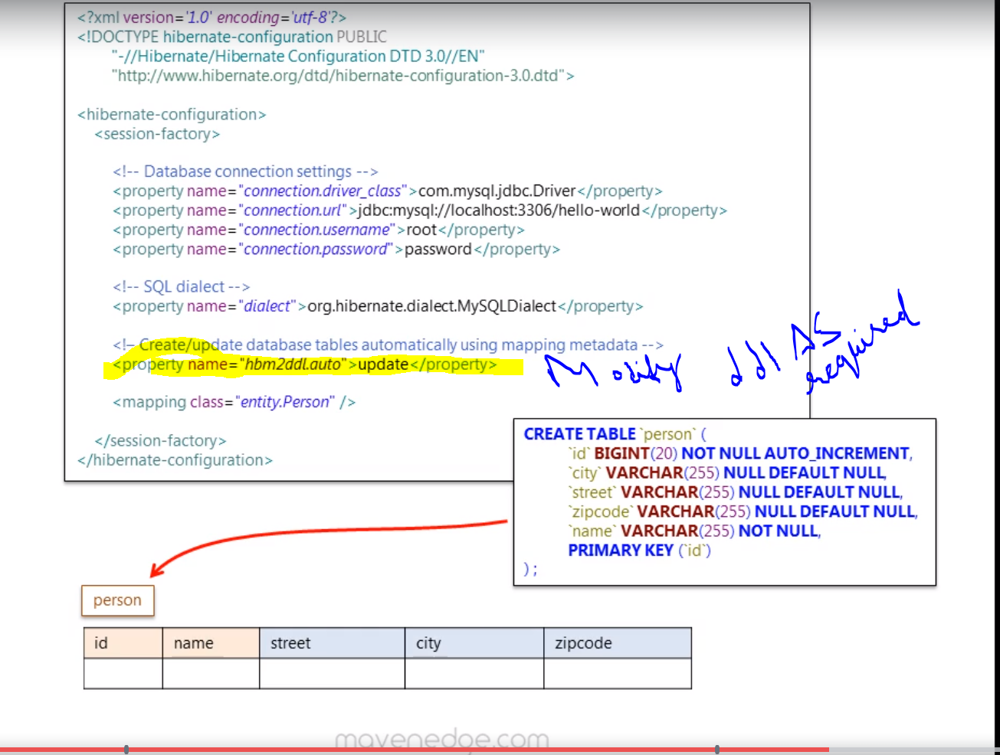 <?xml version='1.0' encoding='utf-8'?>
<!DOCTYPE hibernate-configuration PUBLIC
"-//Hibernate/Hibernate Configuration DTD 3.0//EN"
"http://www.hibernate.org/dtd/hibernate-configuration-3.0.dtd">
<hibernate-configuration>
<session-factory>
<!-- Database connection settings -->
<property name="connection.driver_class">com.mysql.jdbc.Driver</property>
<property name="connection.url">jdbc:mysql://localhost:3306/hello-world</property>
<property name="connection.username">root</property>
<property name="connection.password">password</property>
<!-- SQL dialect -->
<property name="dialect">org.hibernate.dialect.MySQLDialect</property>
<!– Create/update database tables automatically using mapping metadata -->
<property name="hbm2ddl.auto">update</property>
Modify ddl AS required
<mapping class="entity.Person" />
</session-factory>
</hibernate-configuration>
CREATE TABLE `person` (
`id` BIGINT(20) NOT NULL AUTO_INCREMENT,
`city` VARCHAR(255) NULL DEFAULT NULL,
`street` VARCHAR(255) NULL DEFAULT NULL,
`zipcode` VARCHAR(255) NULL DEFAULT NULL,
`name` VARCHAR(255) NOT NULL,
PRIMARY KEY (`id`)
);
person
id name street city zipcode
mavenedge.com